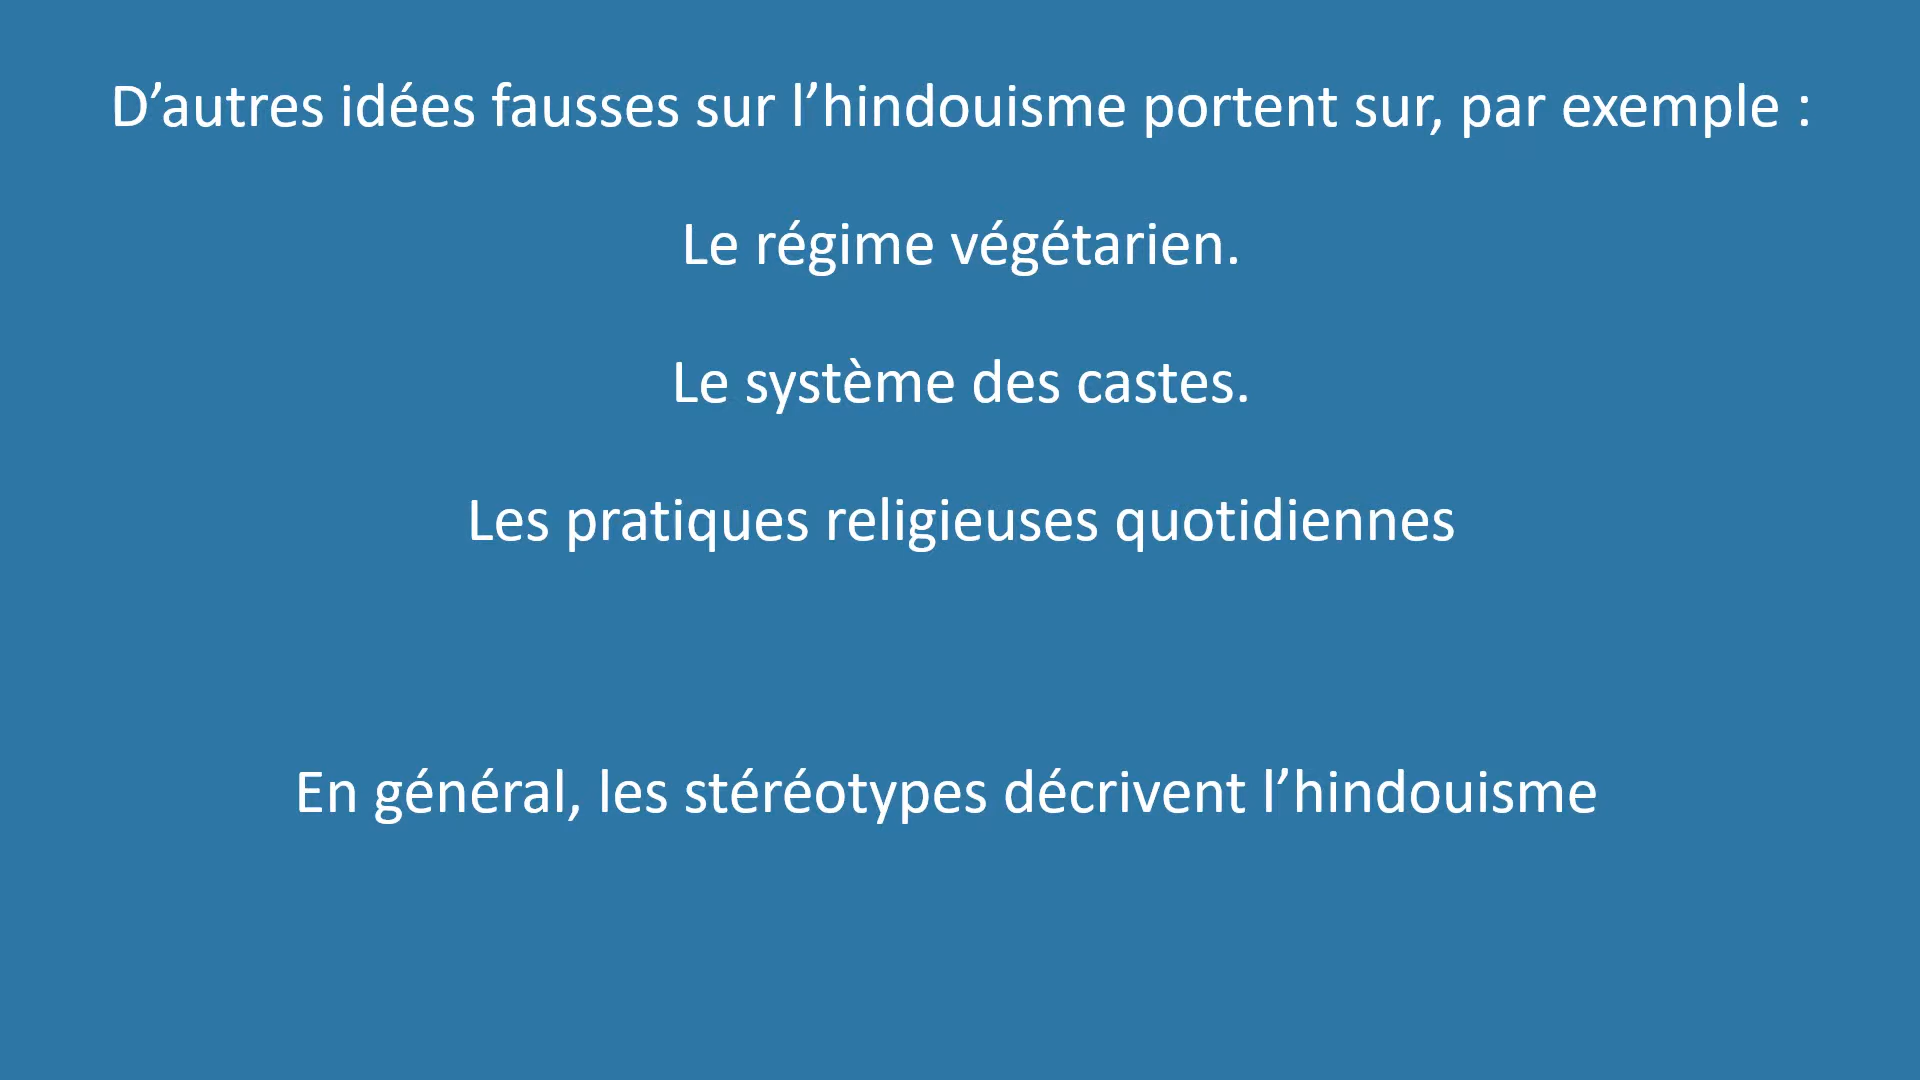 D’autres idées fausses sur l’hindouisme portent sur, par exemple :
Le régime végétarien.
Le système des castes.
Les pratiques religieuses quotidiennes
En général, les stéréotypes décrivent l’hindouisme